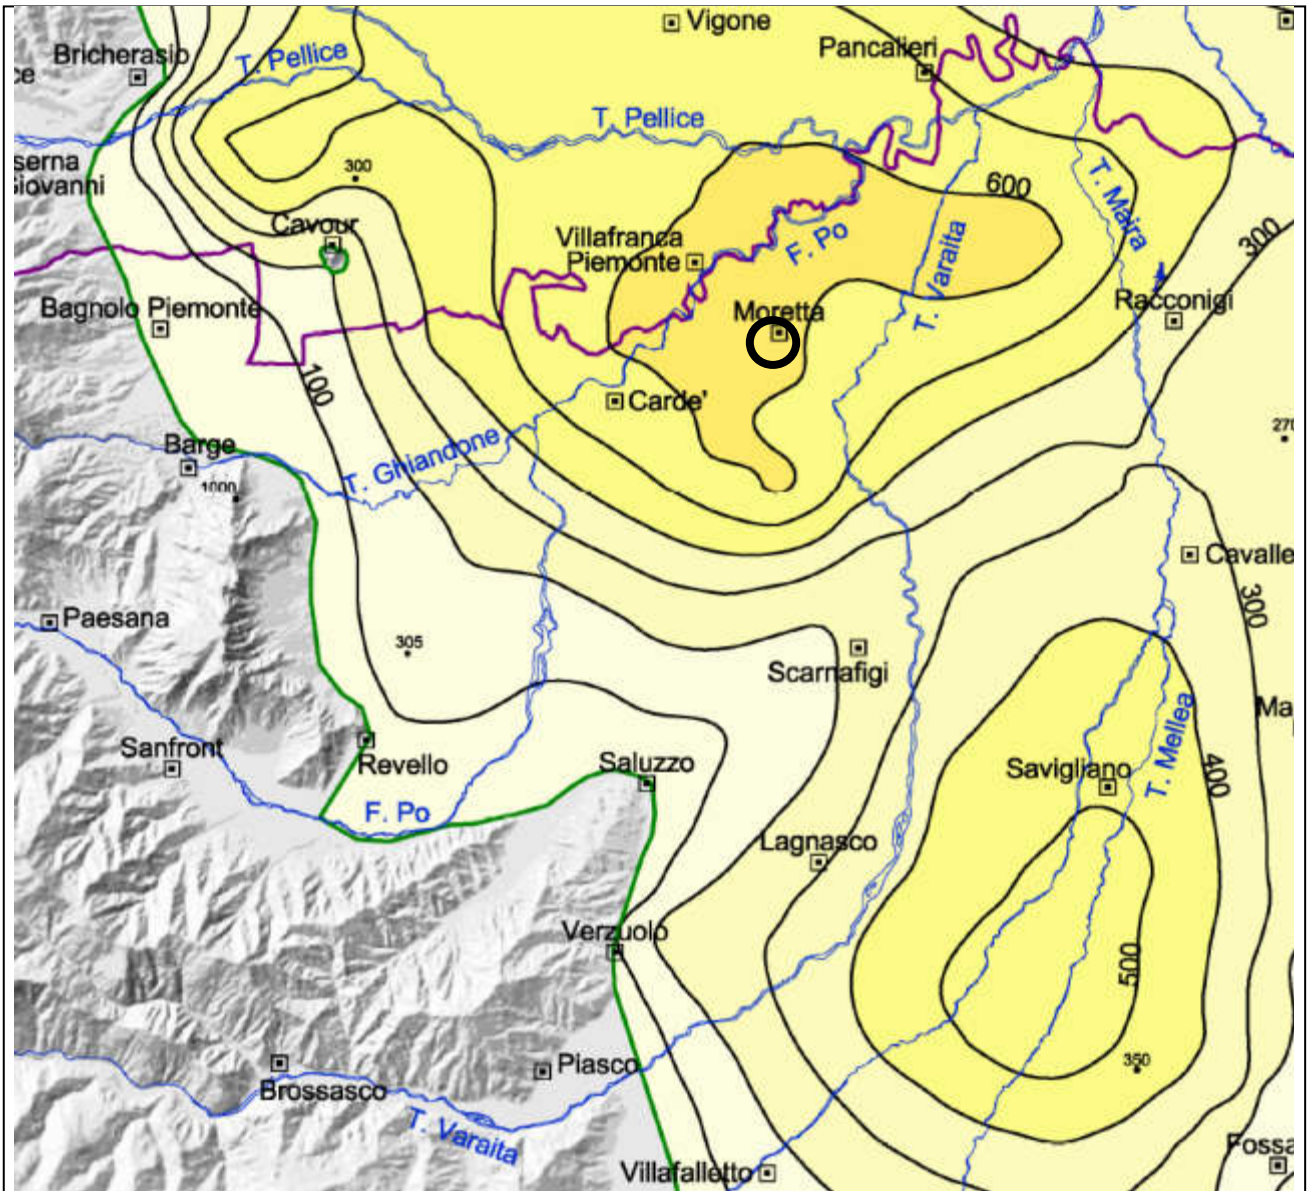 Vigone
Pancalieri
Bricherasio
ce
T. Pellice
T. Pellice
serna
Giovanni
300
600
T. Maira
Cavour
Villafranca
Piemonte
F. Po
T. Varaita
300
Bagnolo Piemonte
Moretta
Racconigi
100
Carde'
270
Barge
T. Ghiandone
1000
Cavalle
Paesana
300
305
Scarnafigi
Ma
Sanfront
Revello
Saluzzo
Savigliano
T. Mellea
400
F. Po
Lagnasco
Verzuolo
500
Piasco
350
Brossasco
T. Varaita
Villafalletto
Fossa